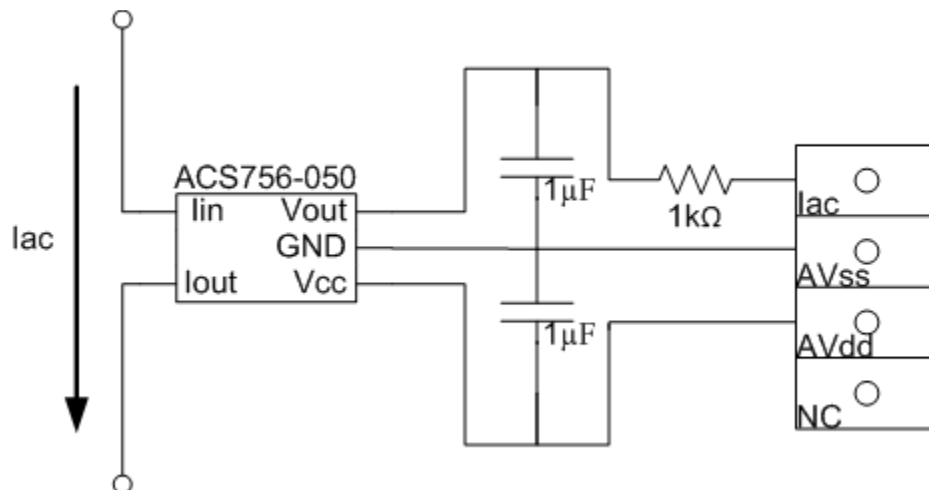 ACS756-050
Iin
Vout
GND
Iout
Vcc
Iac
1µF
1µF
1kΩ
Iac
AVss
AVdd
NC